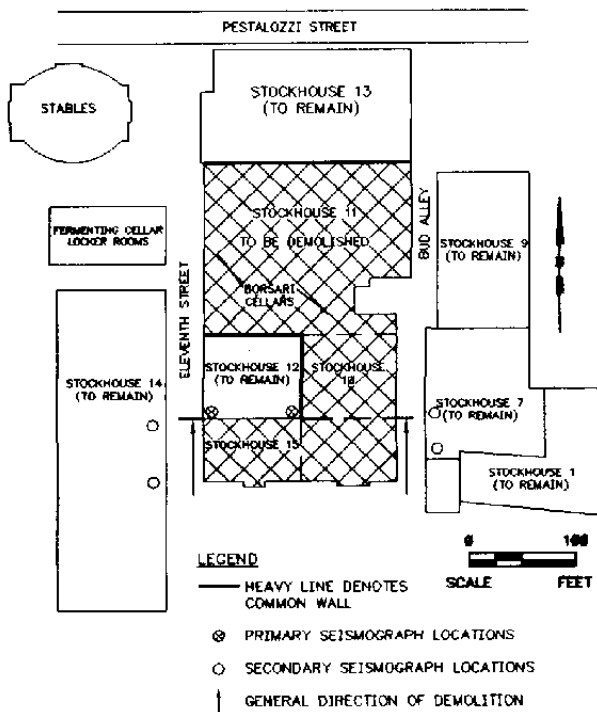 PESTALOZZI STREET
STOCKHOUSE 13
(TO REMAIN)
STABLES
STOCKHOUSE 11
TO BE DEMOLISHED
BUD ALLEY
FERMENTING CELLAR
LOCKER ROOMS
STOCKHOUSE 9
(TO REMAIN)
BORSARI
CELLARS
ELEVENTH STREET
STOCKHOUSE 12
(TO REMAIN)
STOCKHOUSE
10
STOCKHOUSE 14
(TO REMAIN)
STOCKHOUSE 7
(TO REMAIN)
STOCKHOUSE 15
STOCKHOUSE 1
(TO REMAIN)
0 100
SCALE FEET
LEGEND
HEAVY LINE DENOTES
COMMON WALL
PRIMARY SEISMOGRAPH LOCATIONS
SECONDARY SEISMOGRAPH LOCATIONS
GENERAL DIRECTION OF DEMOLITION